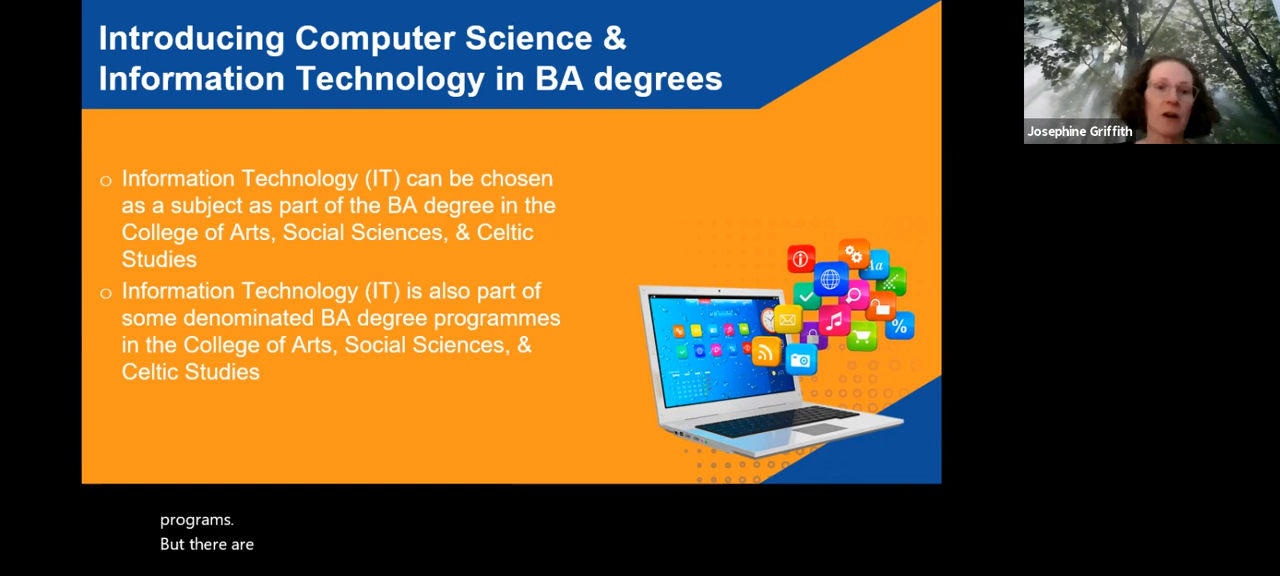 Introducing Computer Science &
Information Technology in BA degrees
o Information Technology (IT) can be chosen
as a subject as part of the BA degree in the
College of Arts, Social Sciences, & Celtic
Studies
o Information Technology (IT) is also part of
some denominated BA degree programmes
in the College of Arts, Social Sciences, &
Celtic Studies
Aa
%
Josephine Griffith
programs.
But there are